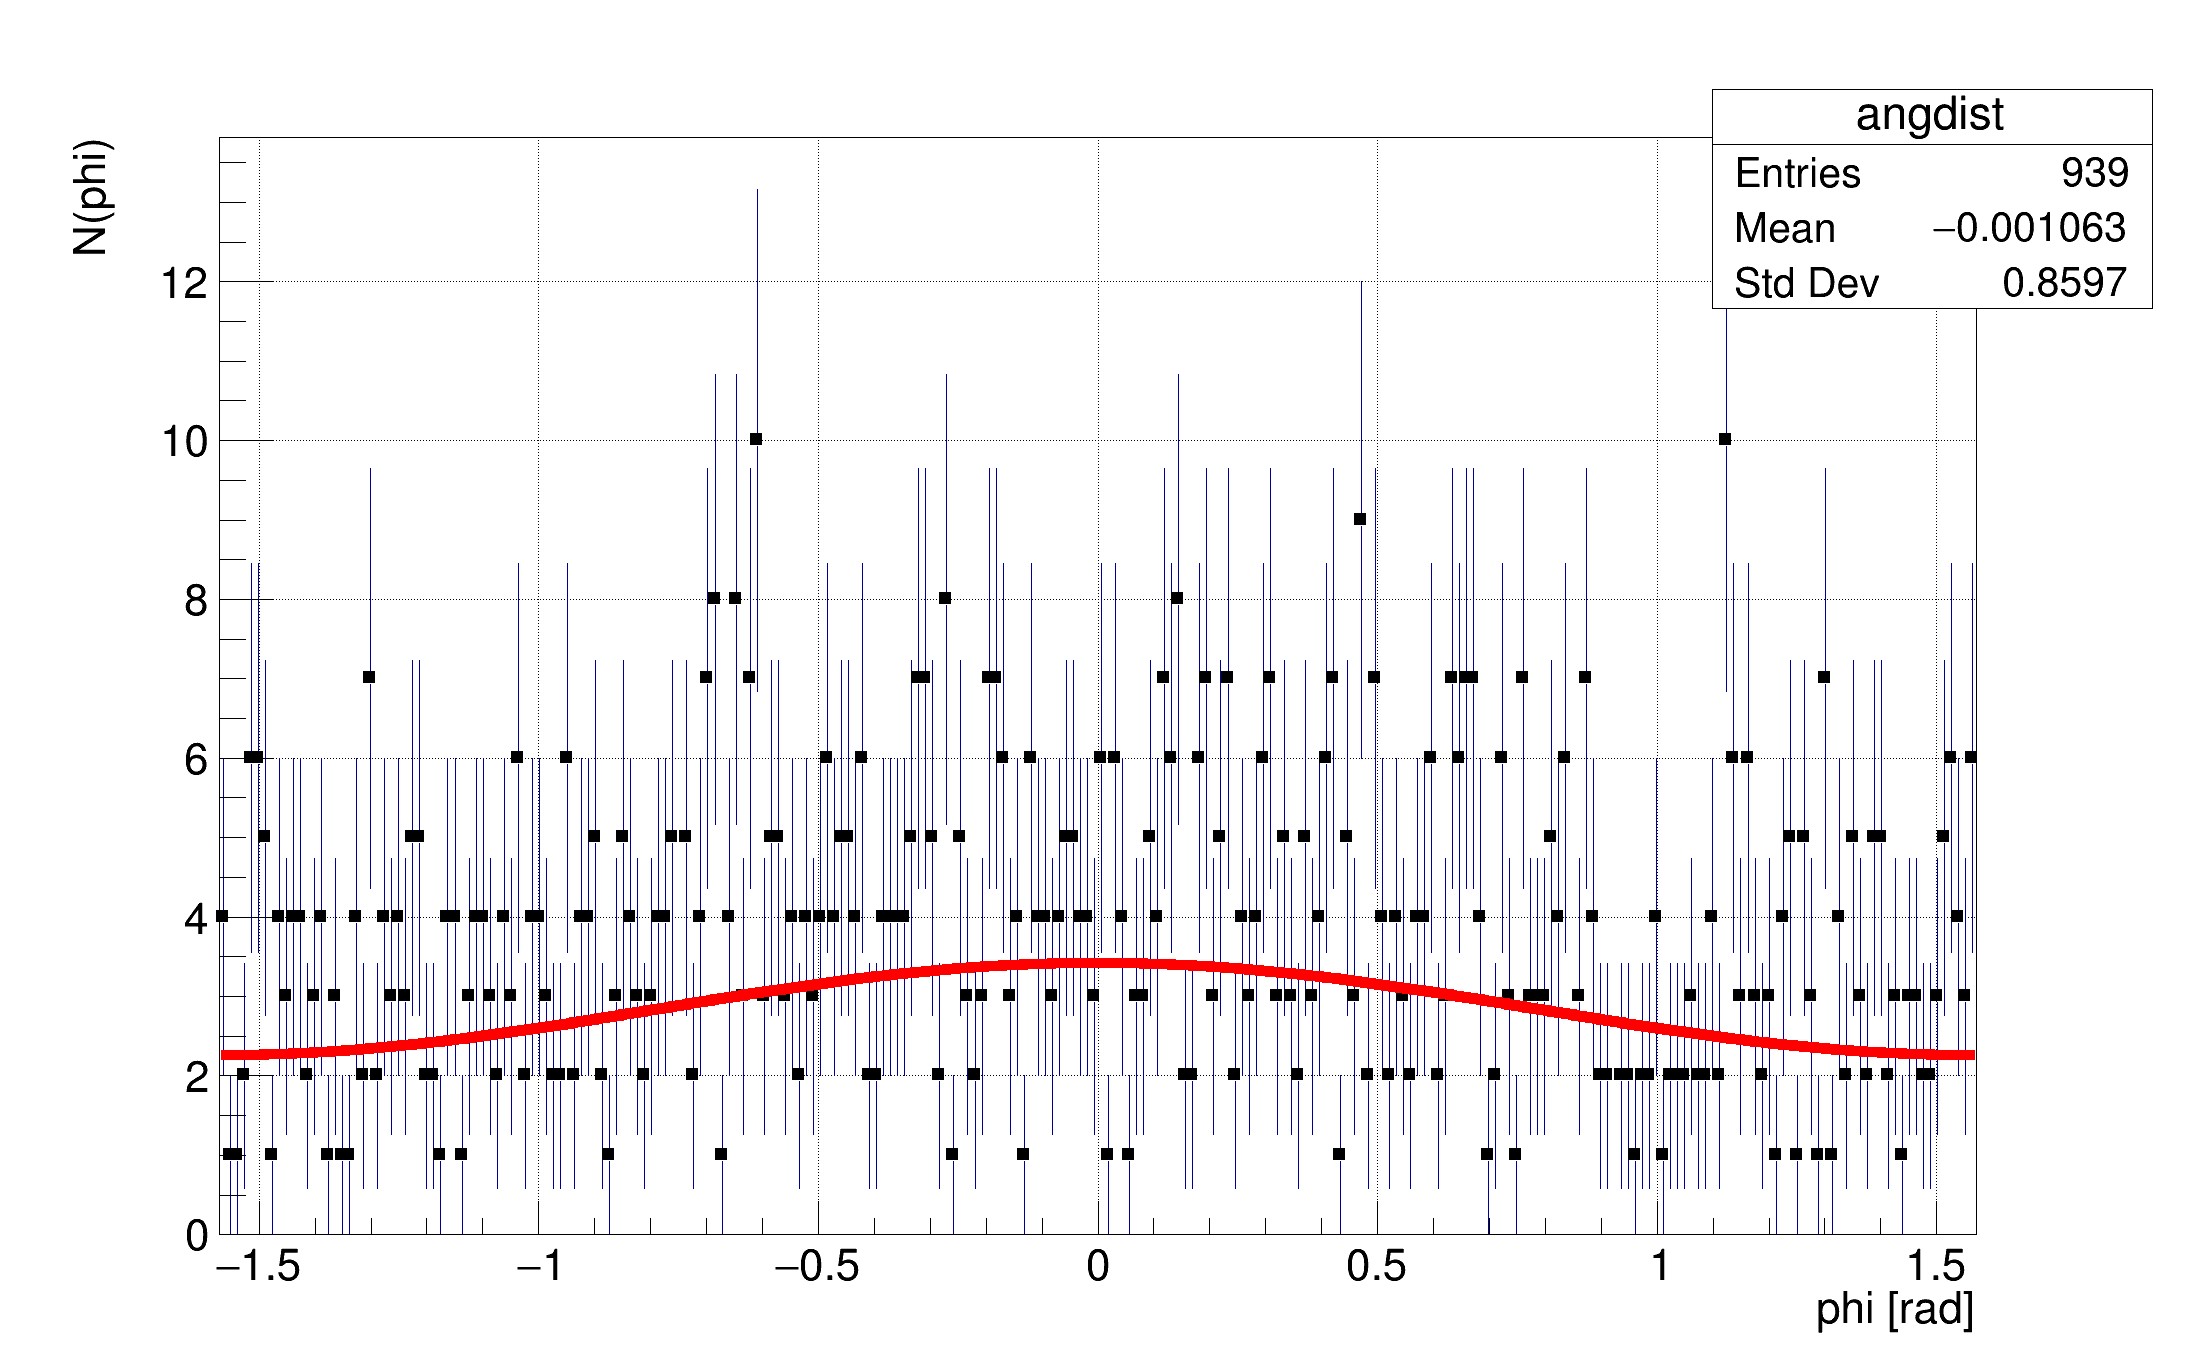 angdist
Entries 939
Mean −0.001063
Std Dev 0.8597
N(phi)
12
10
8
6
4
2
0
−1.5 −1 −0.5 0 0.5 1 1.5
phi [rad]